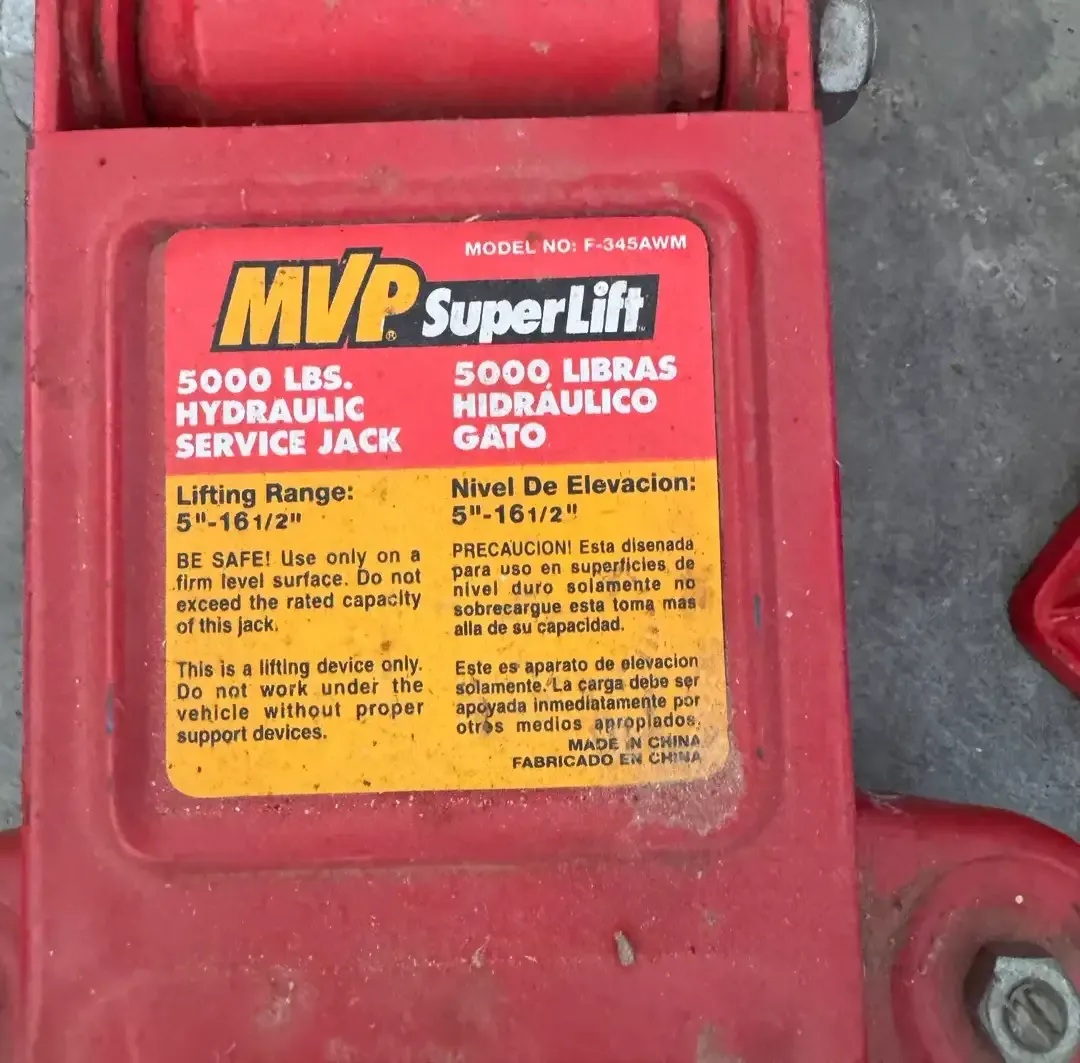 MODEL NO: F-345AWM
MVP® SuperLift™
5000 LBS.
HYDRAULIC
SERVICE JACK
5000 LIBRAS
HIDRÁULICO
GATO
Lifting Range:
5"-16 1/2"
BE SAFE! Use only on a
firm level surface. Do not
exceed the rated capacity
of this jack.
This is a lifting device only.
Do not work under the
vehicle without proper
support devices.
Nivel De Elevacion:
5"-16 1/2"
PRECAUCION! Esta disenada
para uso en superficies de
nivel duro solamente no
sobrecargue esta toma mas
alla de su capacidad.
Este es aparato de elevacion
solamente. La carga debe ser
apoyada inmediatamente por
otros medios apropiados.
MADE IN CHINA
FABRICADO EN CHINA